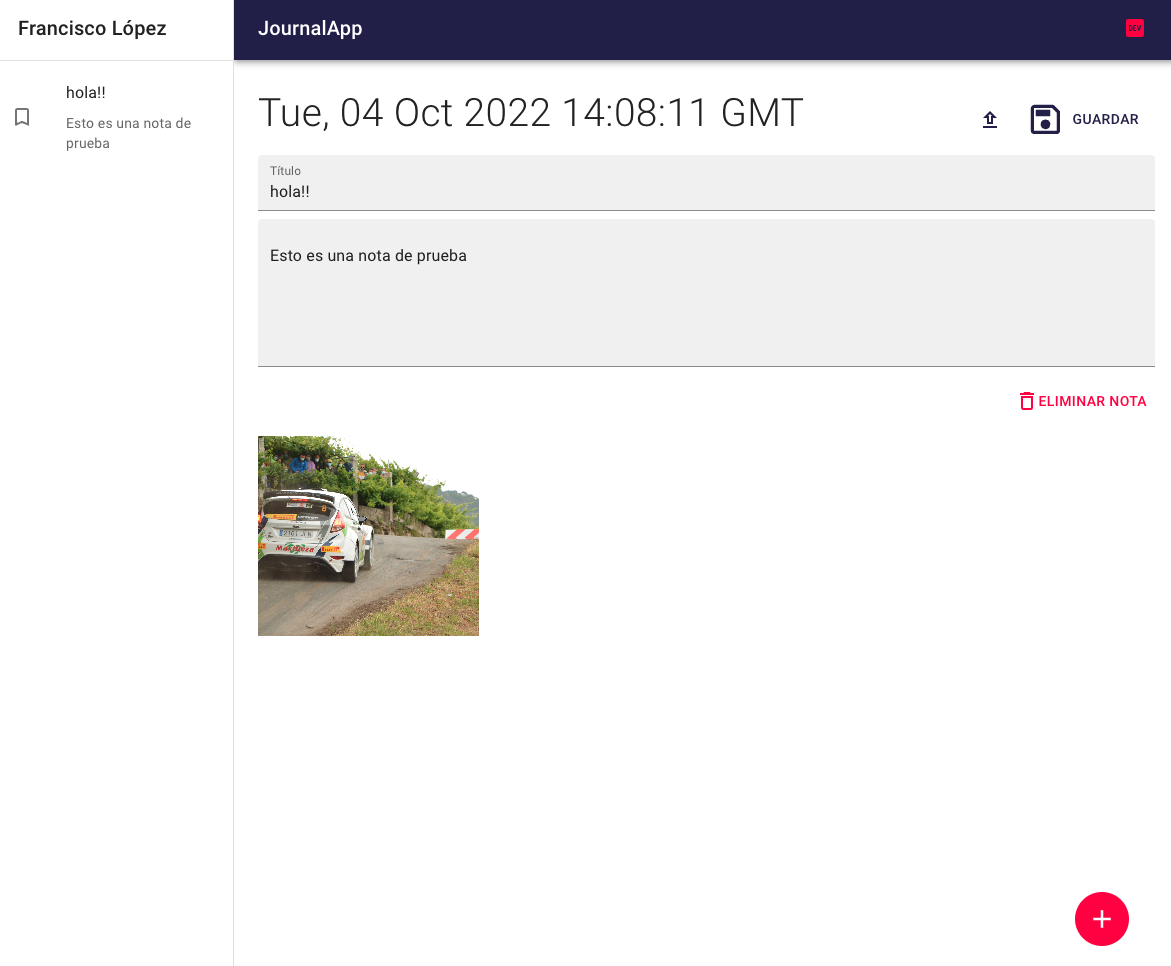 Francisco López
JournalApp
DEV
hola!!
Esto es una nota de
prueba
Tue, 04 Oct 2022 14:08:11 GMT
GUARDAR
Título
hola!!
Esto es una nota de prueba
ELIMINAR NOTA
8